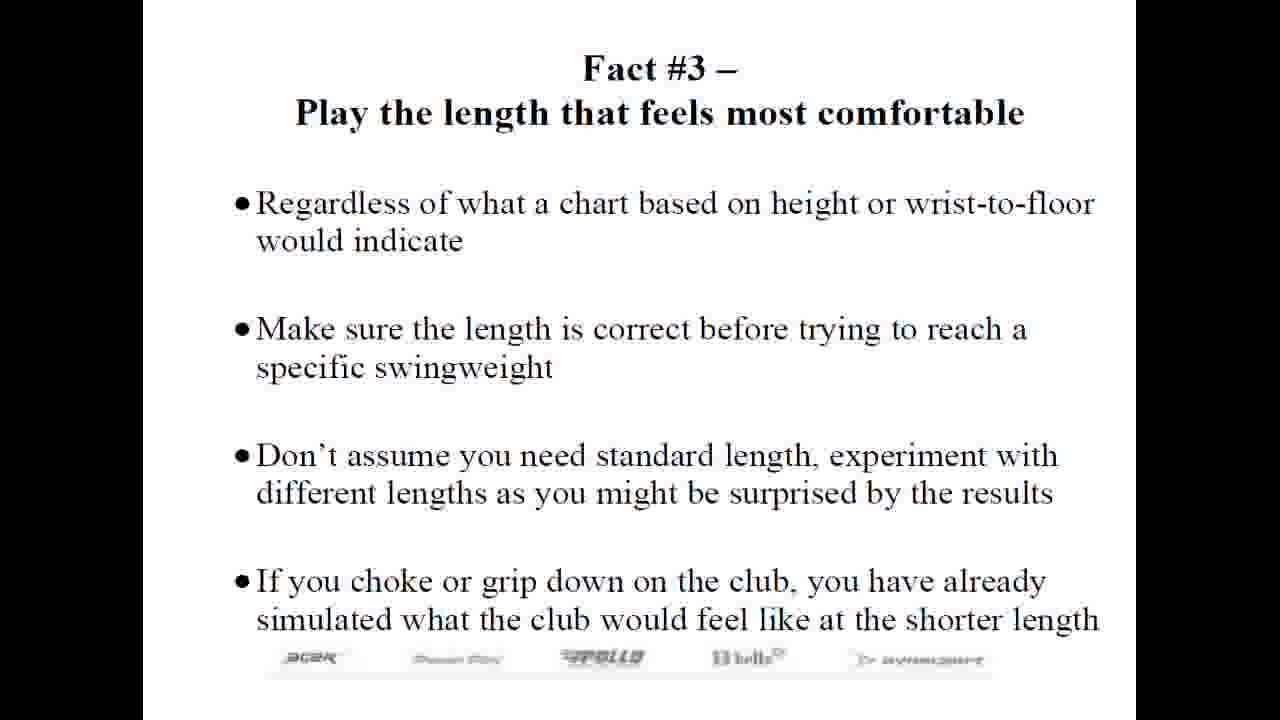 Fact #3 –
Play the length that feels most comfortable
● Regardless of what a chart based on height or wrist-to-floor
would indicate
● Make sure the length is correct before trying to reach a
specific swingweight
● Don’t assume you need standard length, experiment with
different lengths as you might be surprised by the results
● If you choke or grip down on the club, you have already
simulated what the club would feel like at the shorter length
APOLLO